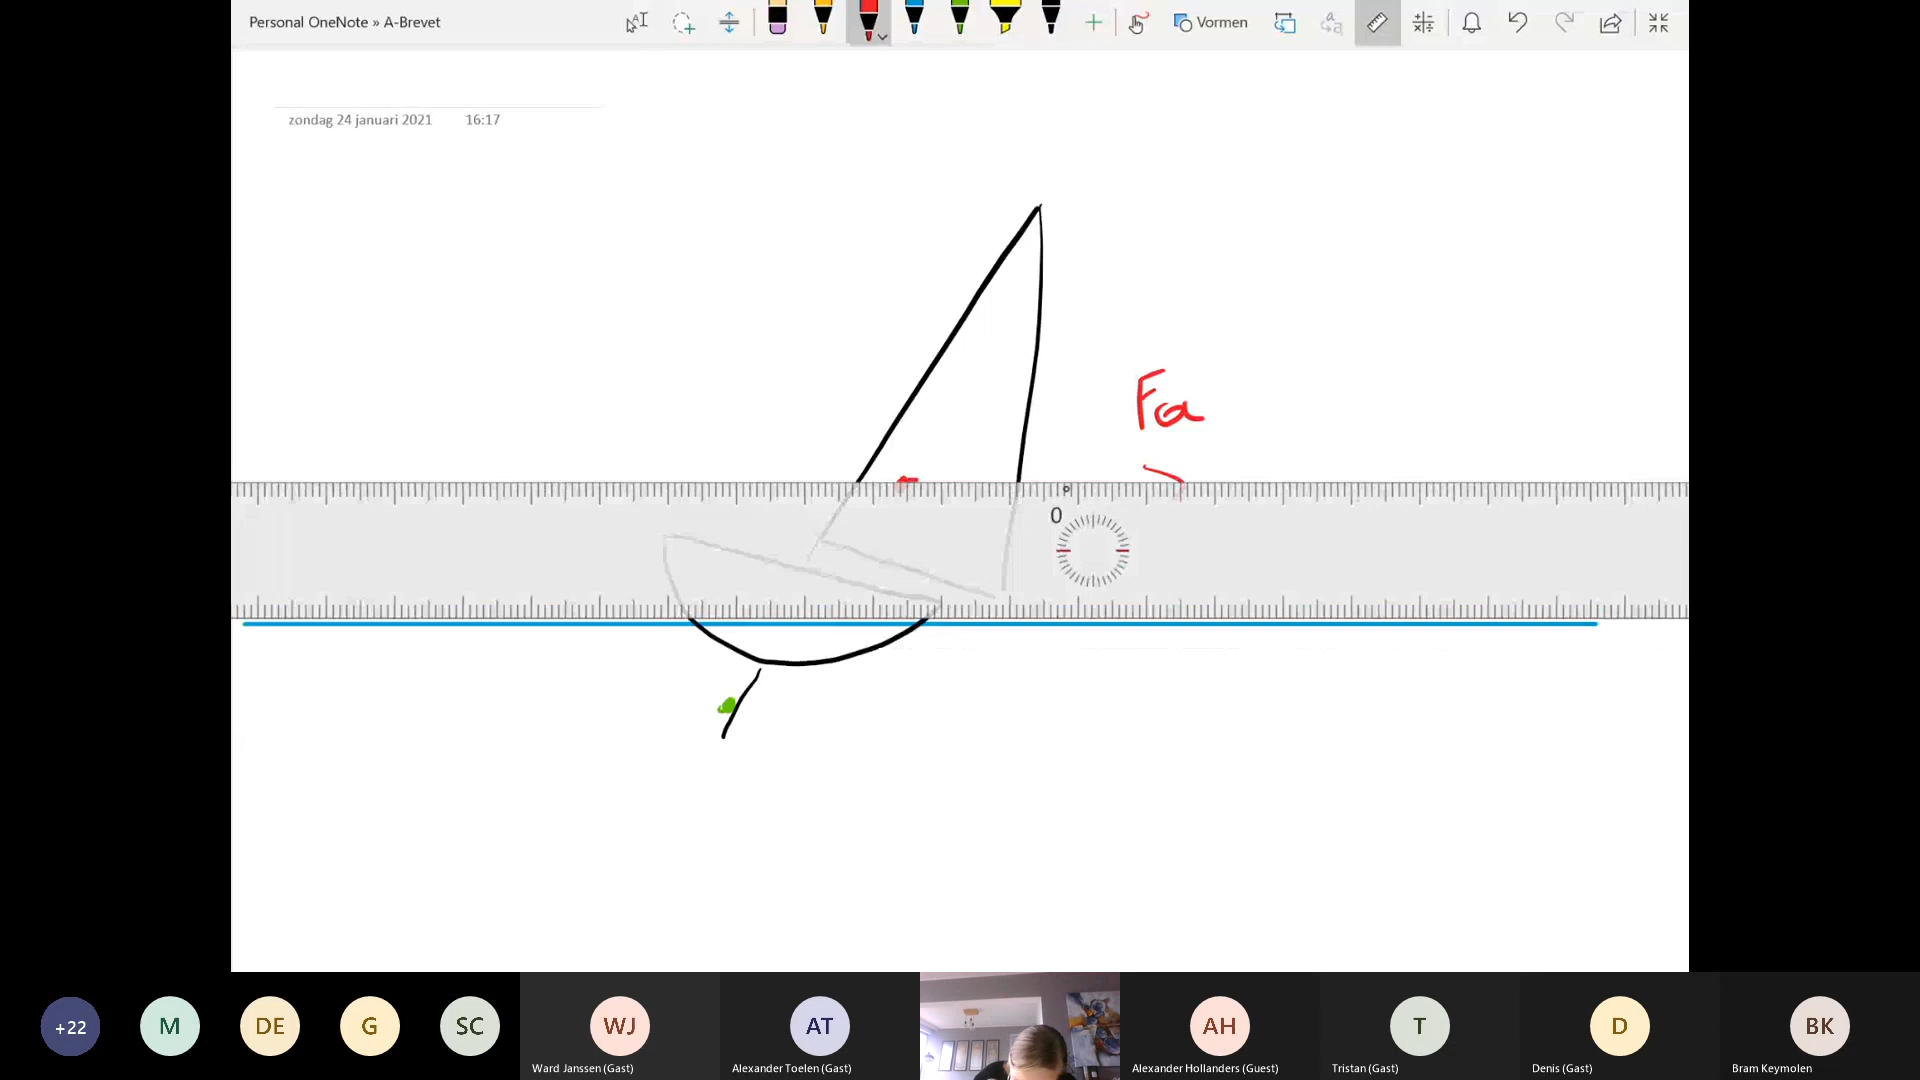 Personal OneNote » A-Brevet
Vormen
zondag 24 januari 2021 16:17
Fa
0
°
+22
M
DE
G
SC
WJ
Ward Janssen (Gast)
AT
Alexander Toelen (Gast)
AH
Alexander Hollanders (Guest)
T
Tristan (Gast)
D
Denis (Gast)
BK
Bram Keymolen